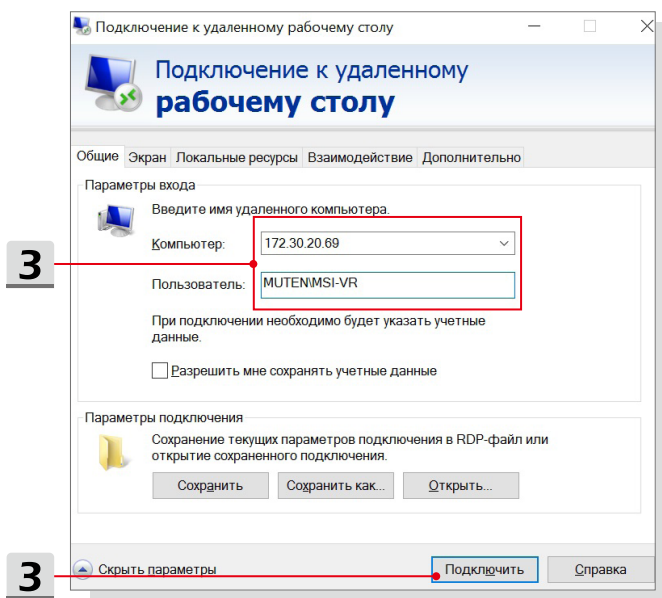 Подключение к удаленному рабочему столу
Подключение к удаленному
рабочему столу
Общие Экран Локальные ресурсы Взаимодействие Дополнительно
Параметры входа
Введите имя удаленного компьютера.
3
Компьютер: 172.30.20.69
Пользователь: MUTEN\MSI-VR
При подключении необходимо будет указать учетные
данные.
Разрешить мне сохранять учетные данные
Параметры подключения
Сохранение текущих параметров подключения в RDP-файл или
открытие сохраненного подключения.
Сохранить Сохранить как... Открыть...
3
Скрыть параметры Подключить Справка